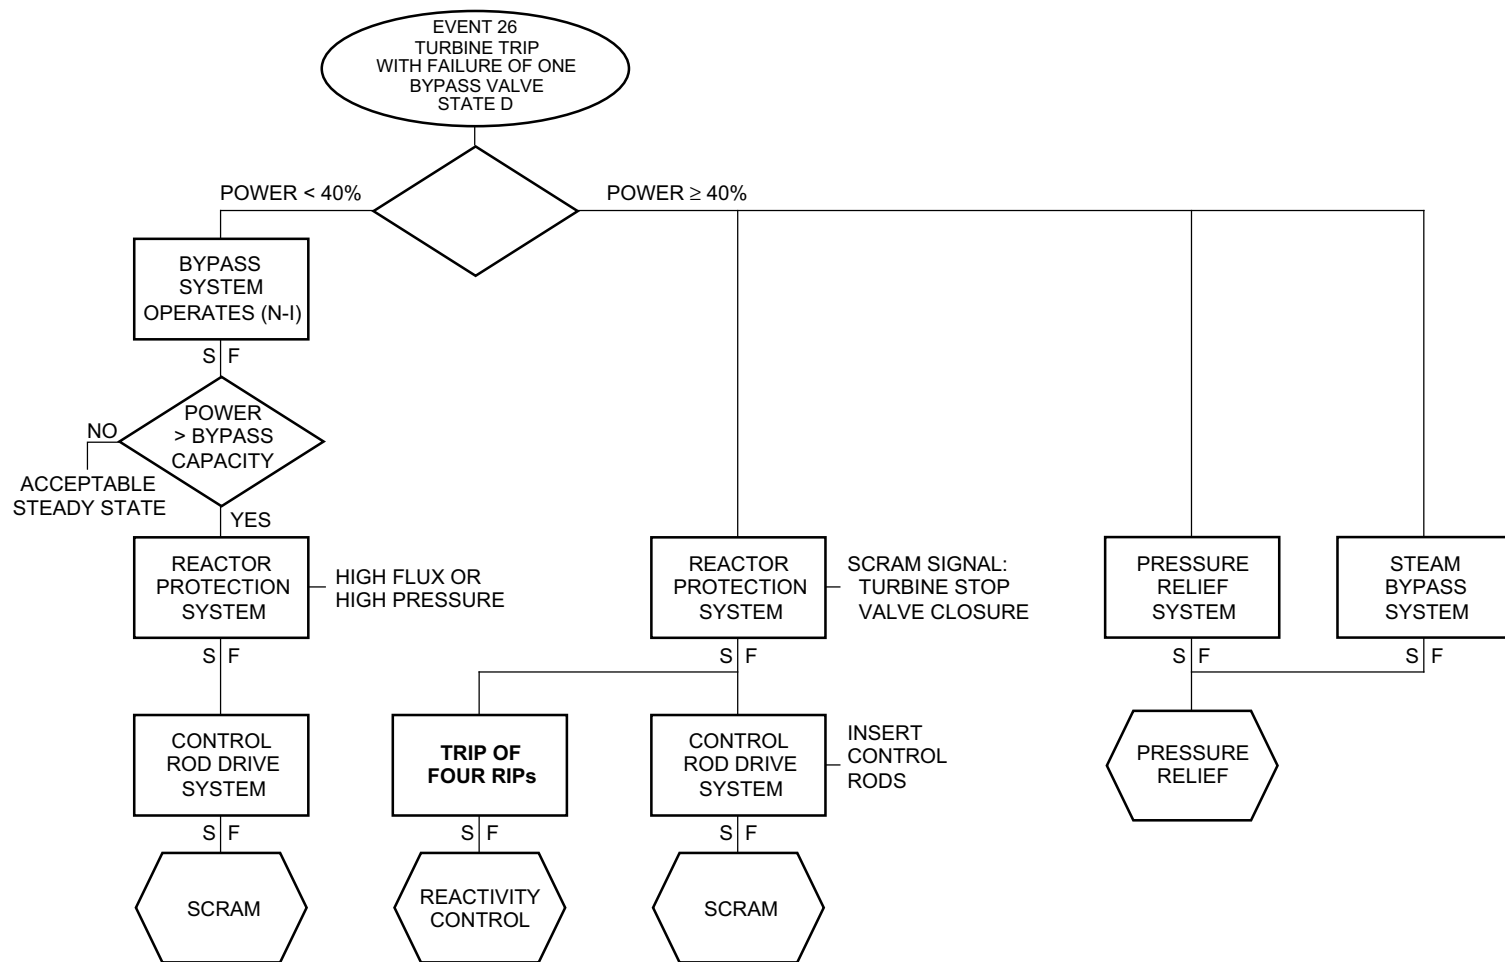 EVENT 26
TURBINE TRIP
WITH FAILURE OF ONE
BYPASS VALVE
STATE D
POWER < 40%
POWER ≥ 40%
BYPASS
SYSTEM
OPERATES (N-I)
S F
POWER
> BYPASS
CAPACITY
NO
ACCEPTABLE
STEADY STATE
YES
REACTOR
PROTECTION
SYSTEM
HIGH FLUX OR
HIGH PRESSURE
S F
CONTROL
ROD DRIVE
SYSTEM
S F
SCRAM
REACTOR
PROTECTION
SYSTEM
SCRAM SIGNAL:
TURBINE STOP
VALVE CLOSURE
S F
TRIP OF
FOUR RIPs
S F
REACTIVITY
CONTROL
CONTROL
ROD DRIVE
SYSTEM
INSERT
CONTROL
RODS
S F
SCRAM
PRESSURE
RELIEF
SYSTEM
S F
STEAM
BYPASS
SYSTEM
S F
PRESSURE
RELIEF